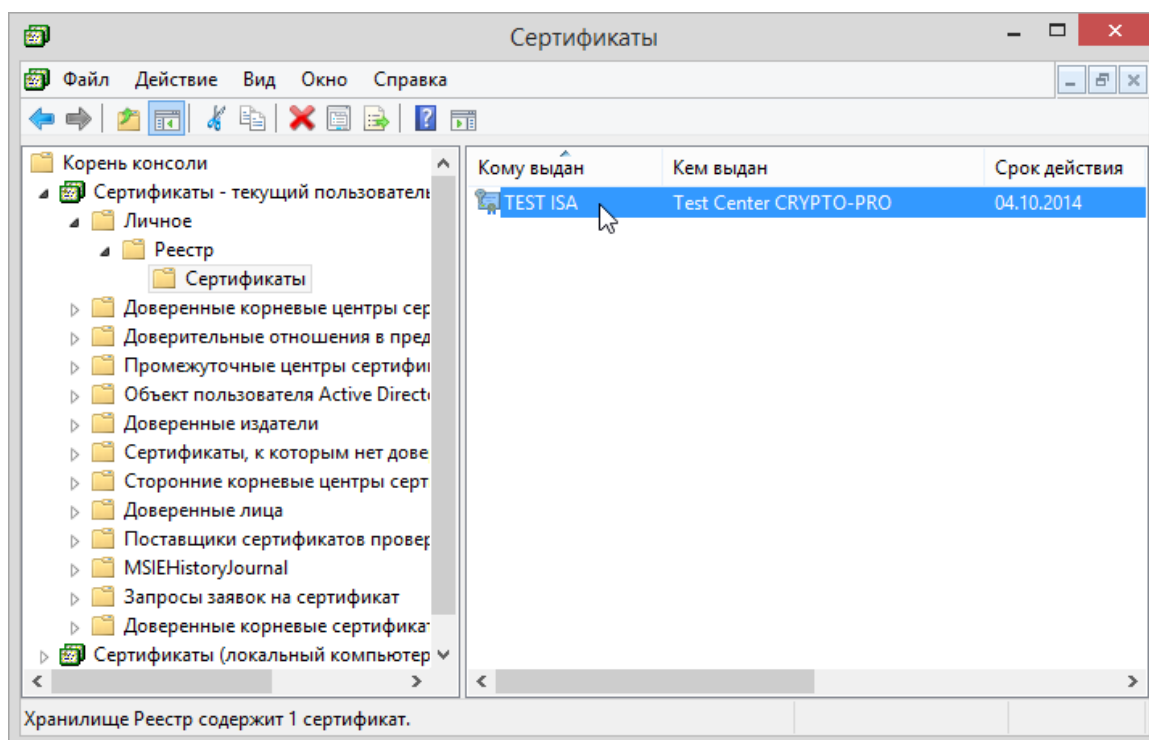 Сертификаты
Файл Действие Вид Окно Справка
Корень консоли
Сертификаты - текущий пользователь
Личное
Реестр
Сертификаты
Доверенные корневые центры сер
Доверительные отношения в пред
Промежуточные центры сертифи
Объект пользователя Active Direct
Доверенные издатели
Сертификаты, к которым нет дове
Сторонние корневые центры серт
Доверенные лица
Поставщики сертификатов провер
MSIEHistoryJournal
Запросы заявок на сертификат
Доверенные корневые сертифика
Сертификаты (локальный компьютер
Кому выдан Кем выдан Срок действия
TEST ISA Test Center CRYPTO-PRO 04.10.2014
Хранилище Реестр содержит 1 сертификат.